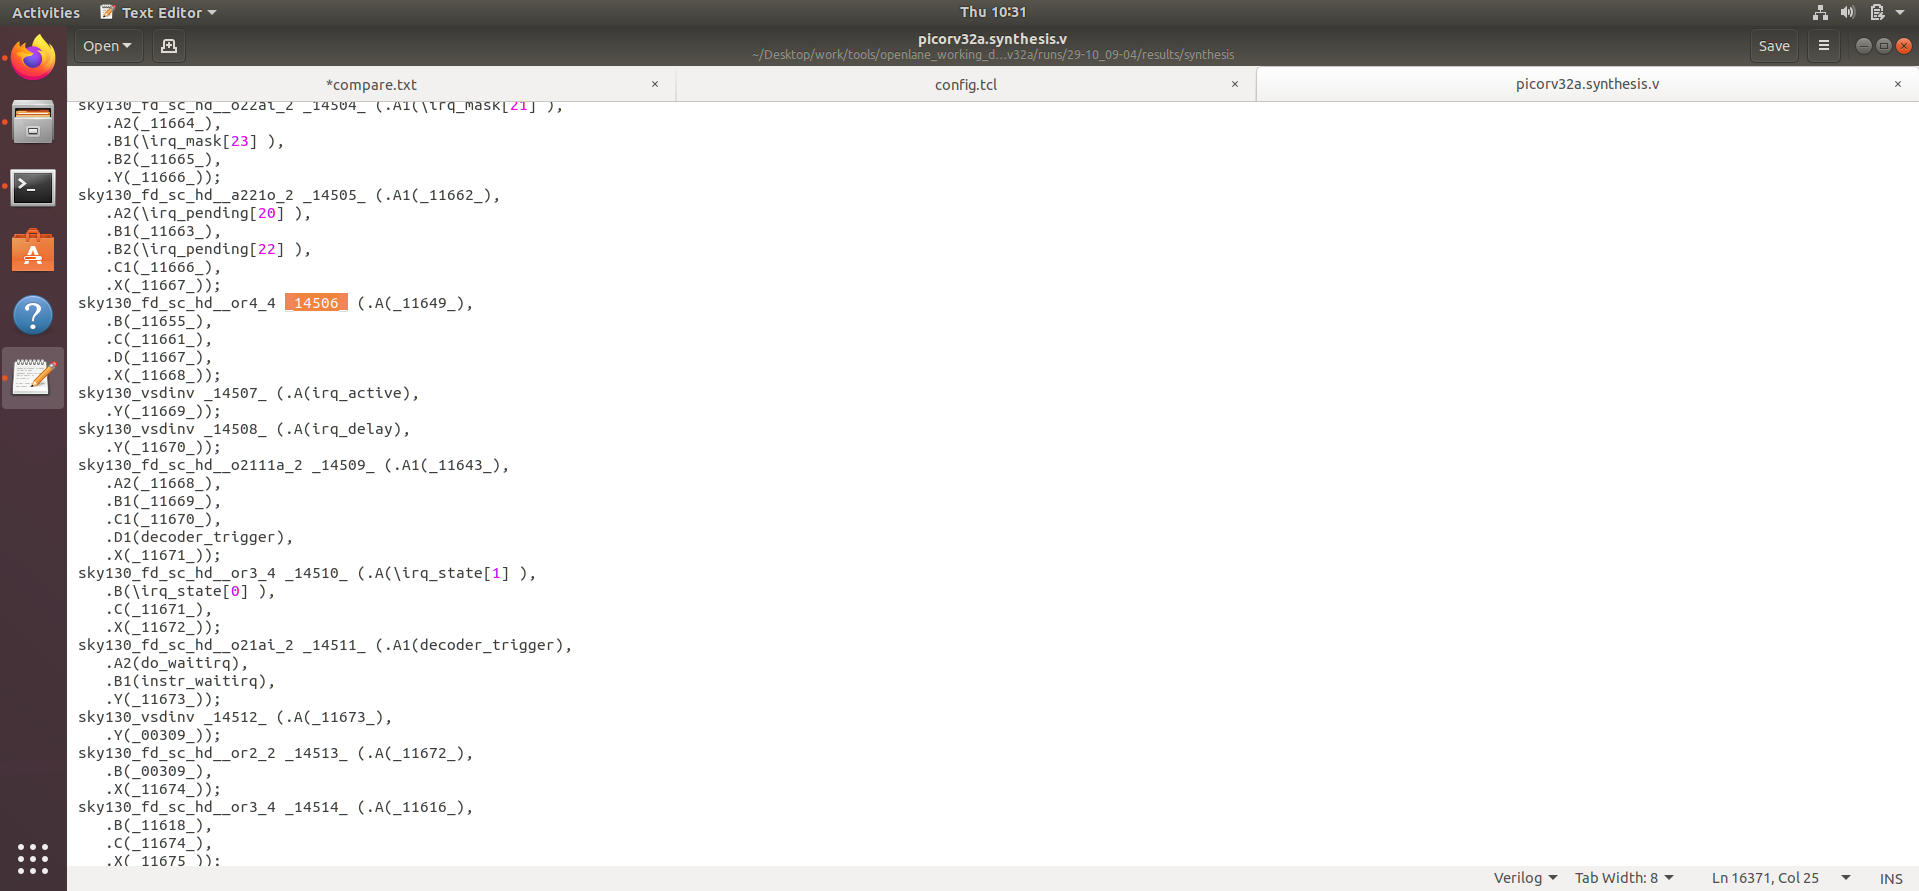 Activities Text Editor Thu 10:31
Open picorv32a.synthesis.v Save
~/Desktop/work/tools/openlane_working_d…v32a/runs/29-10_09-04/results/synthesis
*compare.txt × config.tcl × picorv32a.synthesis.v ×
sky130_fd_sc_hd__o22ai_2 _14504_ (.A1(\irq_mask[21] ),
.A2(_11664_),
.B1(\irq_mask[23] ),
.B2(_11665_),
.Y(_11666_));
sky130_fd_sc_hd__a221o_2 _14505_ (.A1(_11662_),
.A2(\irq_pending[20] ),
.B1(_11663_),
.B2(\irq_pending[22] ),
.C1(_11666_),
.X(_11667_));
sky130_fd_sc_hd__or4_4 _14506_ (.A(_11649_),
.B(_11655_),
.C(_11661_),
.D(_11667_),
.X(_11668_));
sky130_vsdinv _14507_ (.A(irq_active),
.Y(_11669_));
sky130_vsdinv _14508_ (.A(irq_delay),
.Y(_11670_));
sky130_fd_sc_hd__o2111a_2 _14509_ (.A1(_11643_),
.A2(_11668_),
.B1(_11669_),
.C1(_11670_),
.D1(decoder_trigger),
.X(_11671_));
sky130_fd_sc_hd__or3_4 _14510_ (.A(\irq_state[1] ),
.B(\irq_state[0] ),
.C(_11671_),
.X(_11672_));
sky130_fd_sc_hd__o21ai_2 _14511_ (.A1(decoder_trigger),
.A2(do_waitirq),
.B1(instr_waitirq),
.Y(_11673_));
sky130_vsdinv _14512_ (.A(_11673_),
.Y(_00309_));
sky130_fd_sc_hd__or2_2 _14513_ (.A(_11672_),
.B(_00309_),
.X(_11674_));
sky130_fd_sc_hd__or3_4 _14514_ (.A(_11616_),
.B(_11618_),
.C(_11674_),
.X(_11675_));
Verilog Tab Width: 8 Ln 16371, Col 25 INS